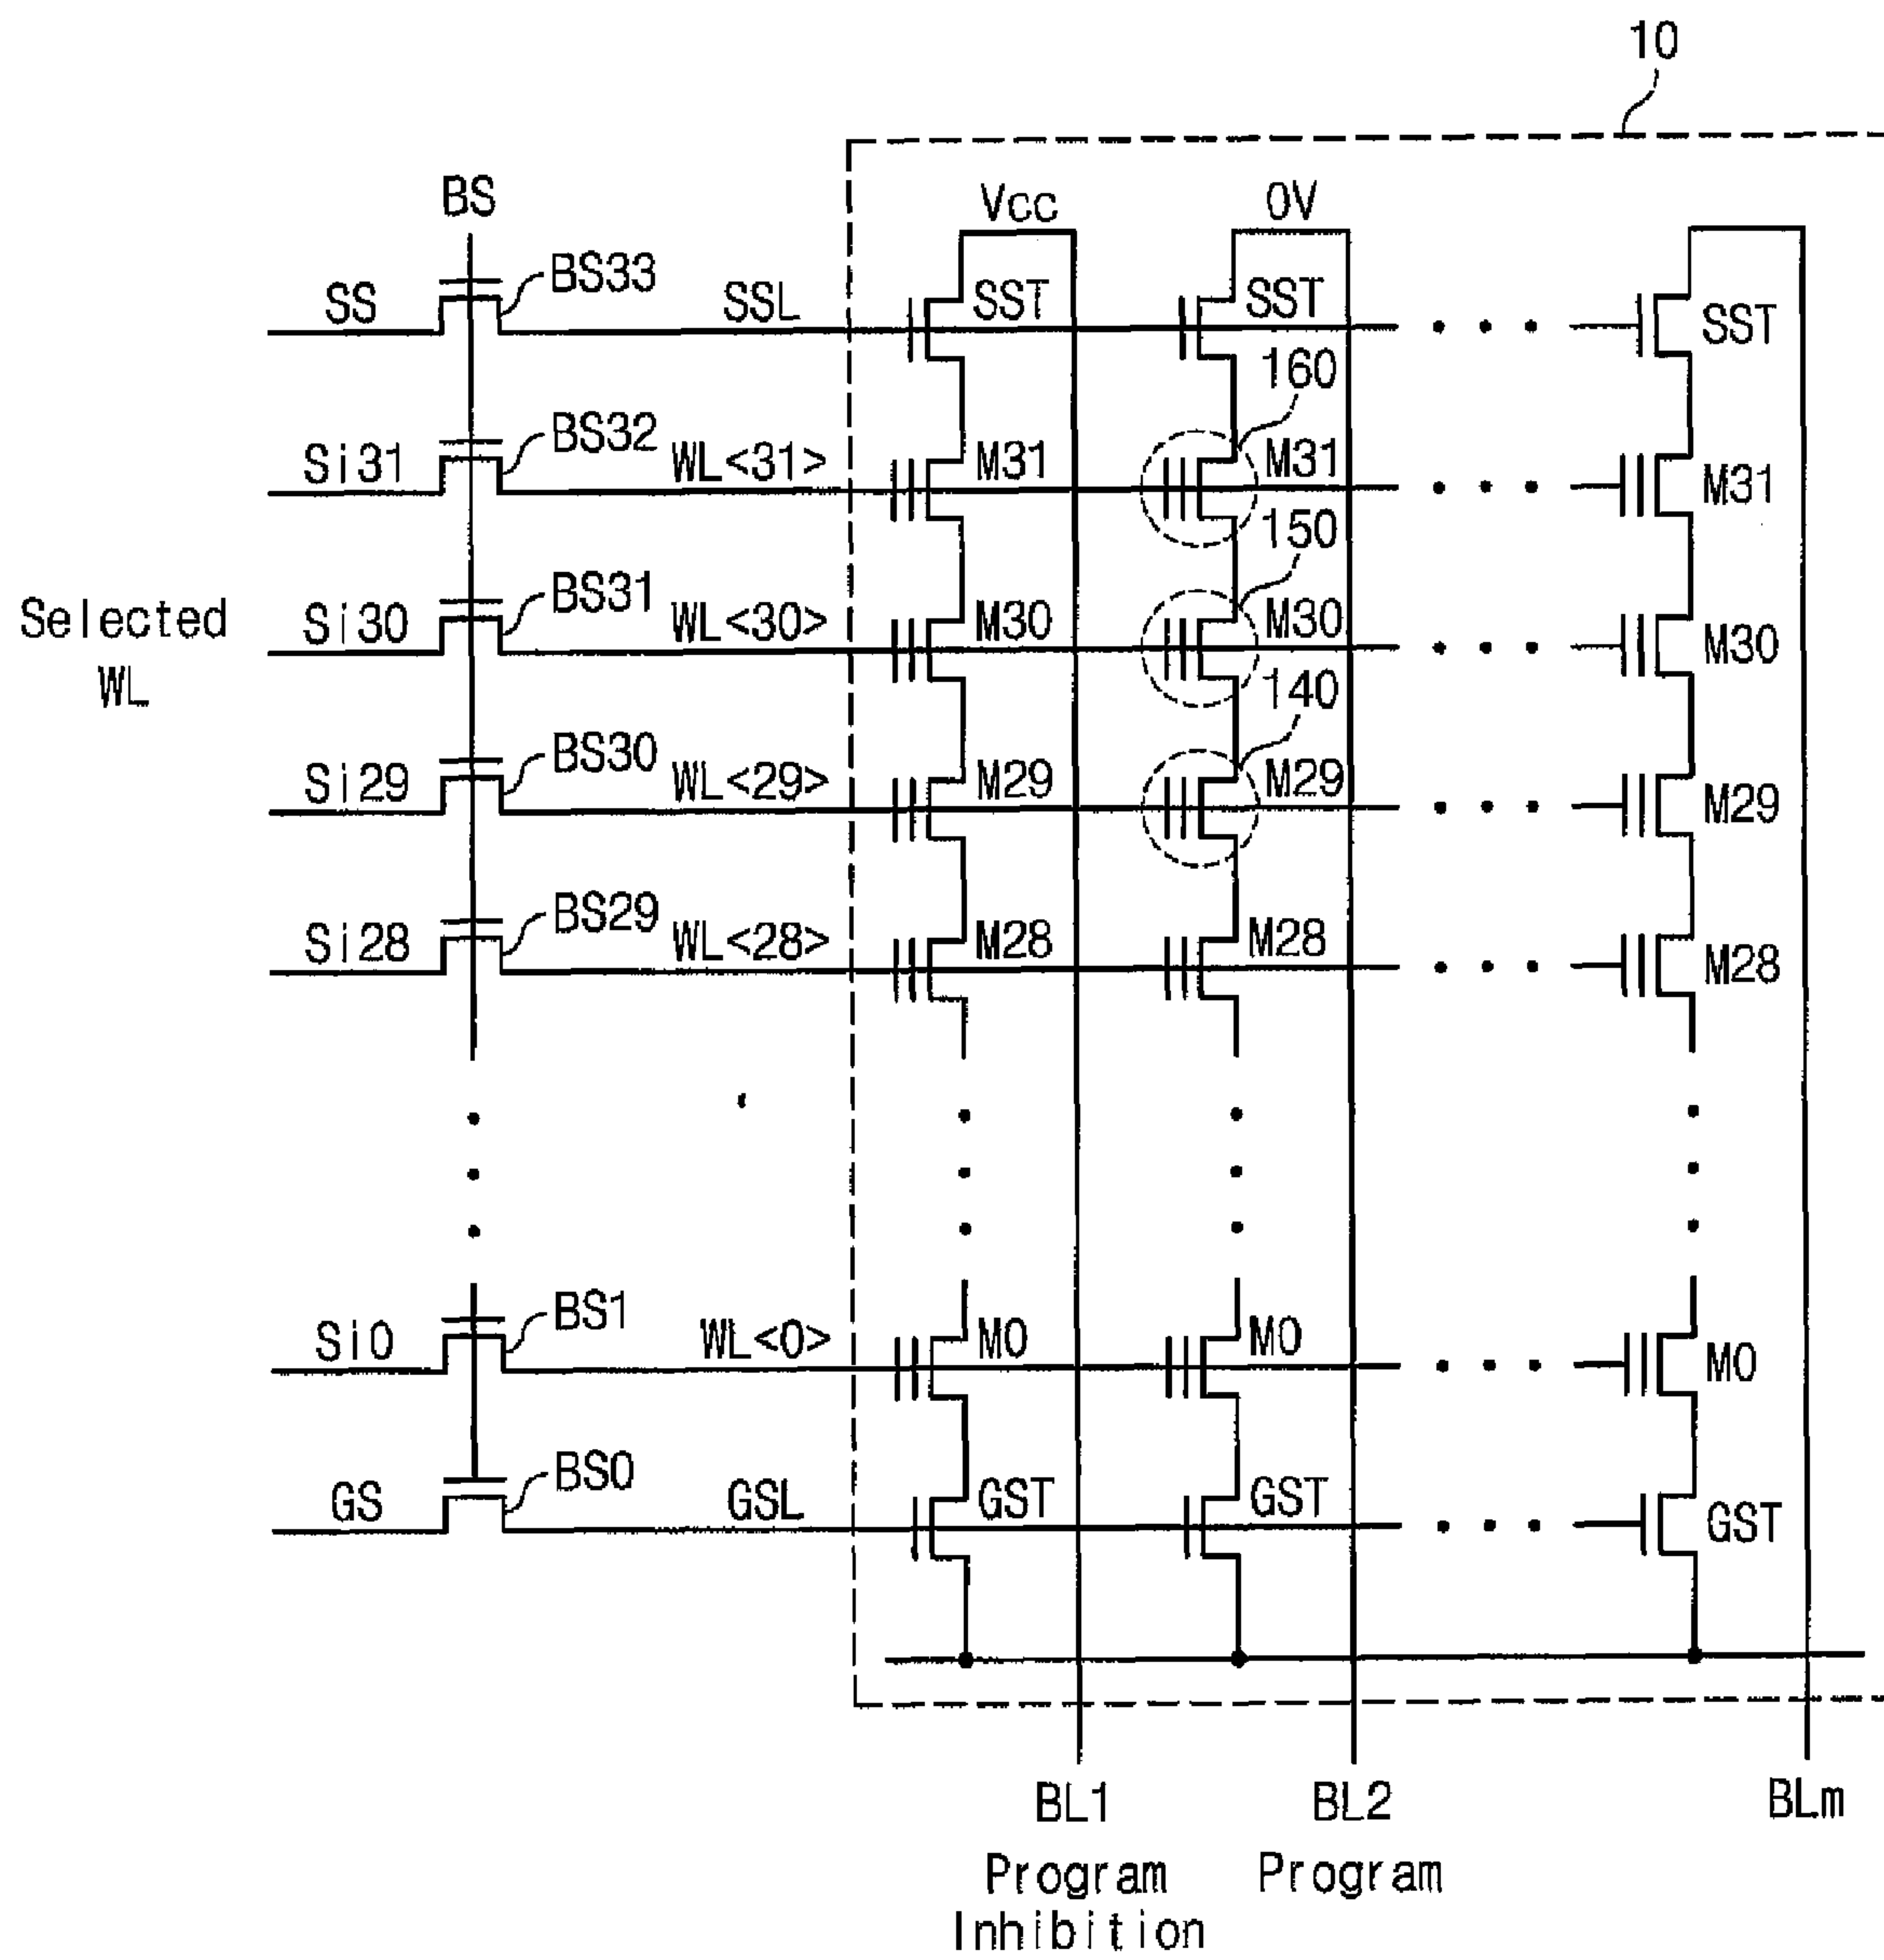 10
BS Vcc 0V
SS BS33 SSL SST SST SST
160
Si31 BS32 WL<31> M31 M31 M31
150
Selected WL
Si30 BS31 WL<30> M30 M30 M30
140
Si29 BS30 WL<29> M29 M29 M29
Si28 BS29 WL<28> M28 M28 M28
Si0 BS1 WL<0> M0 M0 M0
GS BS0 GSL GST GST GST
BL1 BL2 BLm
Program Inhibition
Program